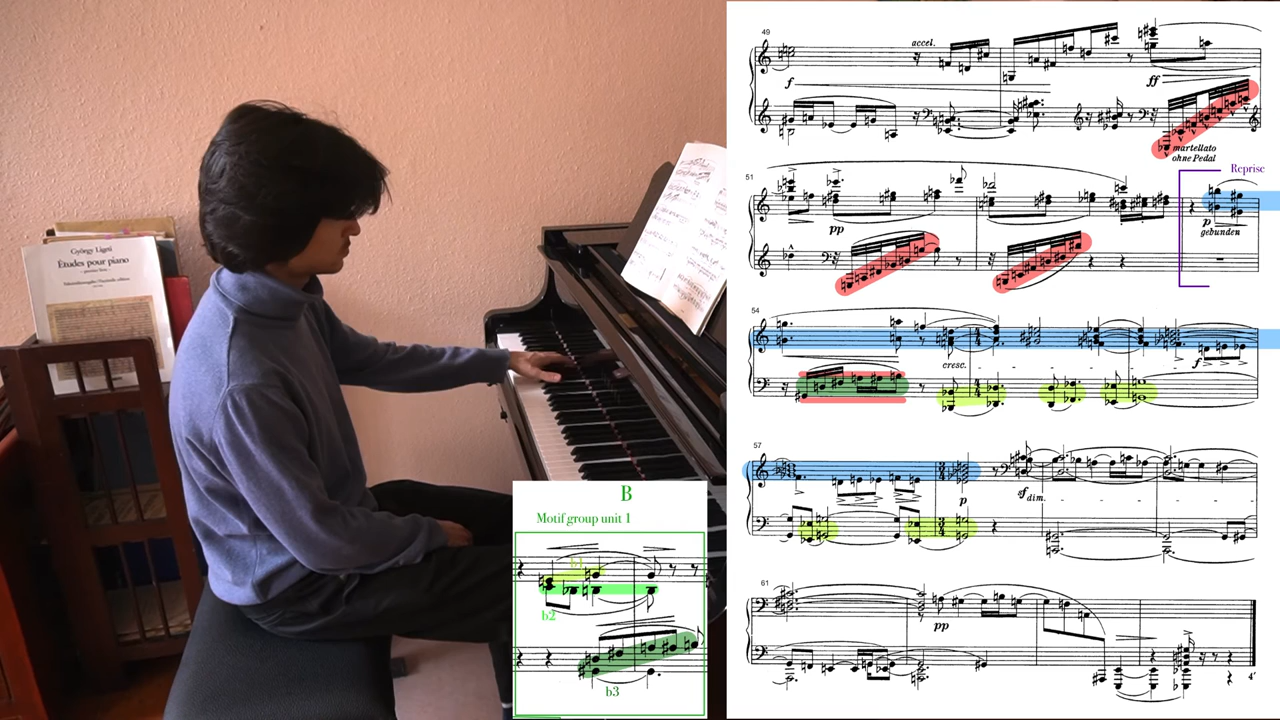 György Ligeti
Études pour piano
B
Motif group unit 1
b1
b2
b3
49
accel.
f
ff
martellato
ohne Pedal
51
Reprise
pp
p
gebunden
54
cresc.
f
57
p
sf dim.
61
pp
4'